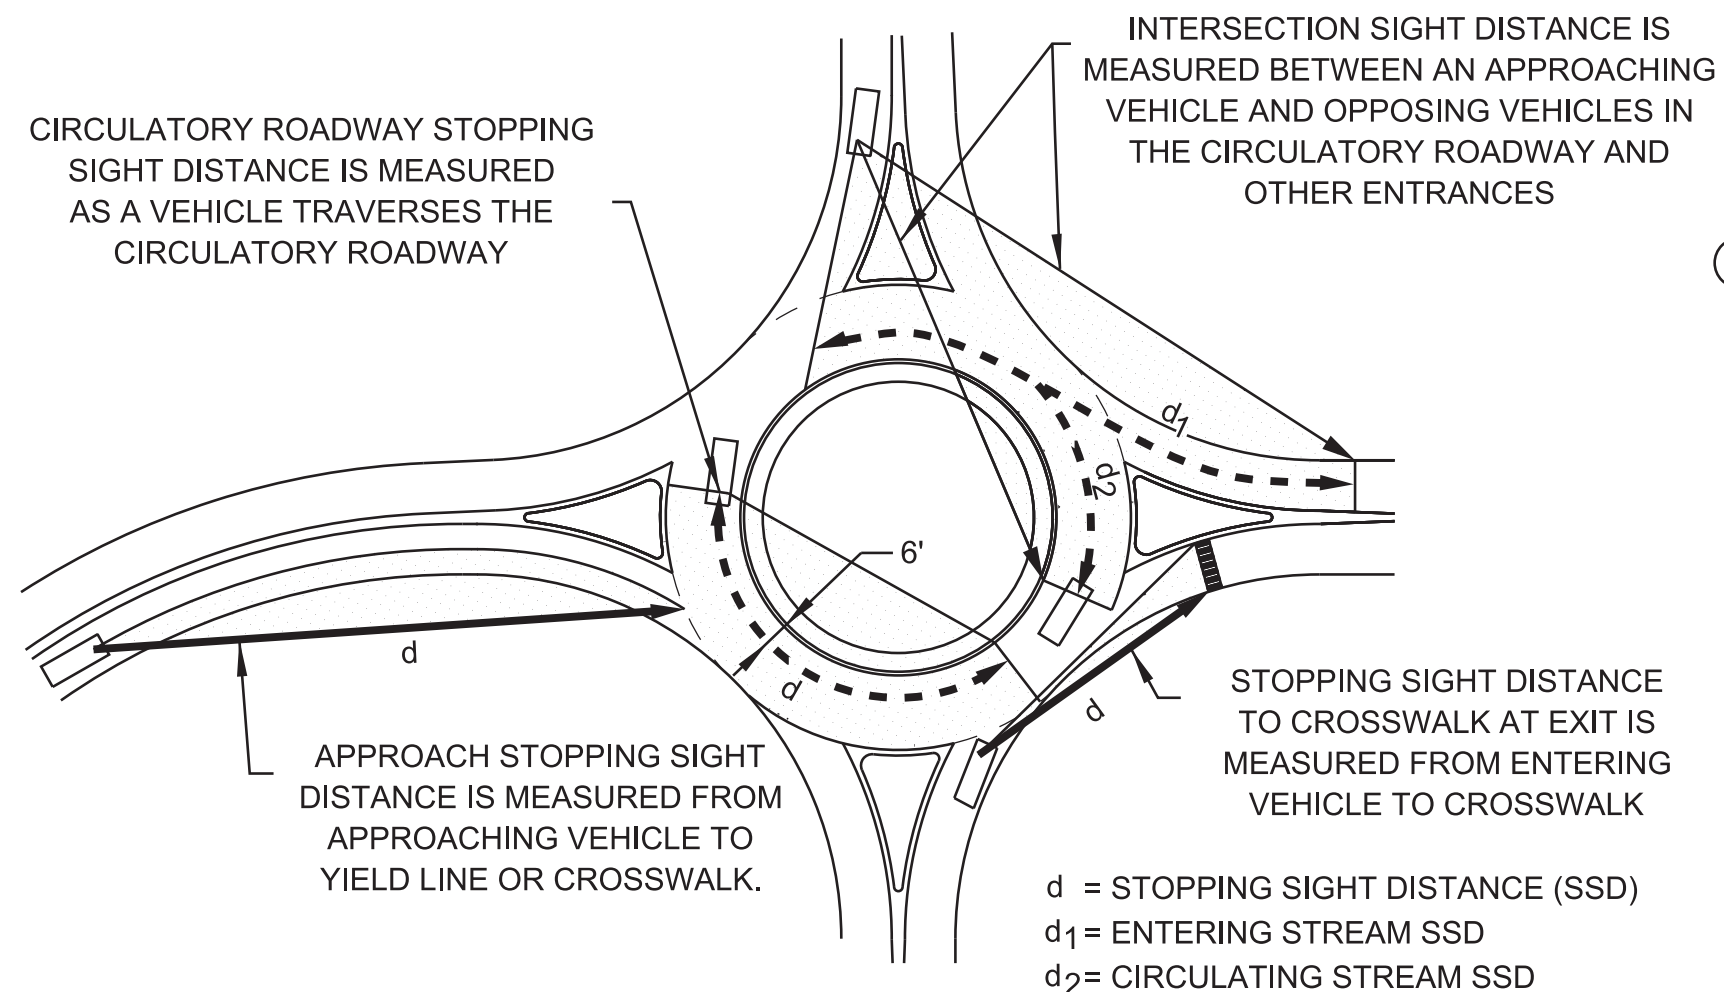 INTERSECTION SIGHT DISTANCE IS
MEASURED BETWEEN AN APPROACHING
VEHICLE AND OPPOSING VEHICLES IN
THE CIRCULATORY ROADWAY AND
OTHER ENTRANCES
CIRCULATORY ROADWAY STOPPING
SIGHT DISTANCE IS MEASURED
AS A VEHICLE TRAVERSES THE
CIRCULATORY ROADWAY
d1
d2
6'
d
d
d
APPROACH STOPPING SIGHT
DISTANCE IS MEASURED FROM
APPROACHING VEHICLE TO
YIELD LINE OR CROSSWALK.
STOPPING SIGHT DISTANCE
TO CROSSWALK AT EXIT IS
MEASURED FROM ENTERING
VEHICLE TO CROSSWALK
d = STOPPING SIGHT DISTANCE (SSD)
d1= ENTERING STREAM SSD
d2= CIRCULATING STREAM SSD